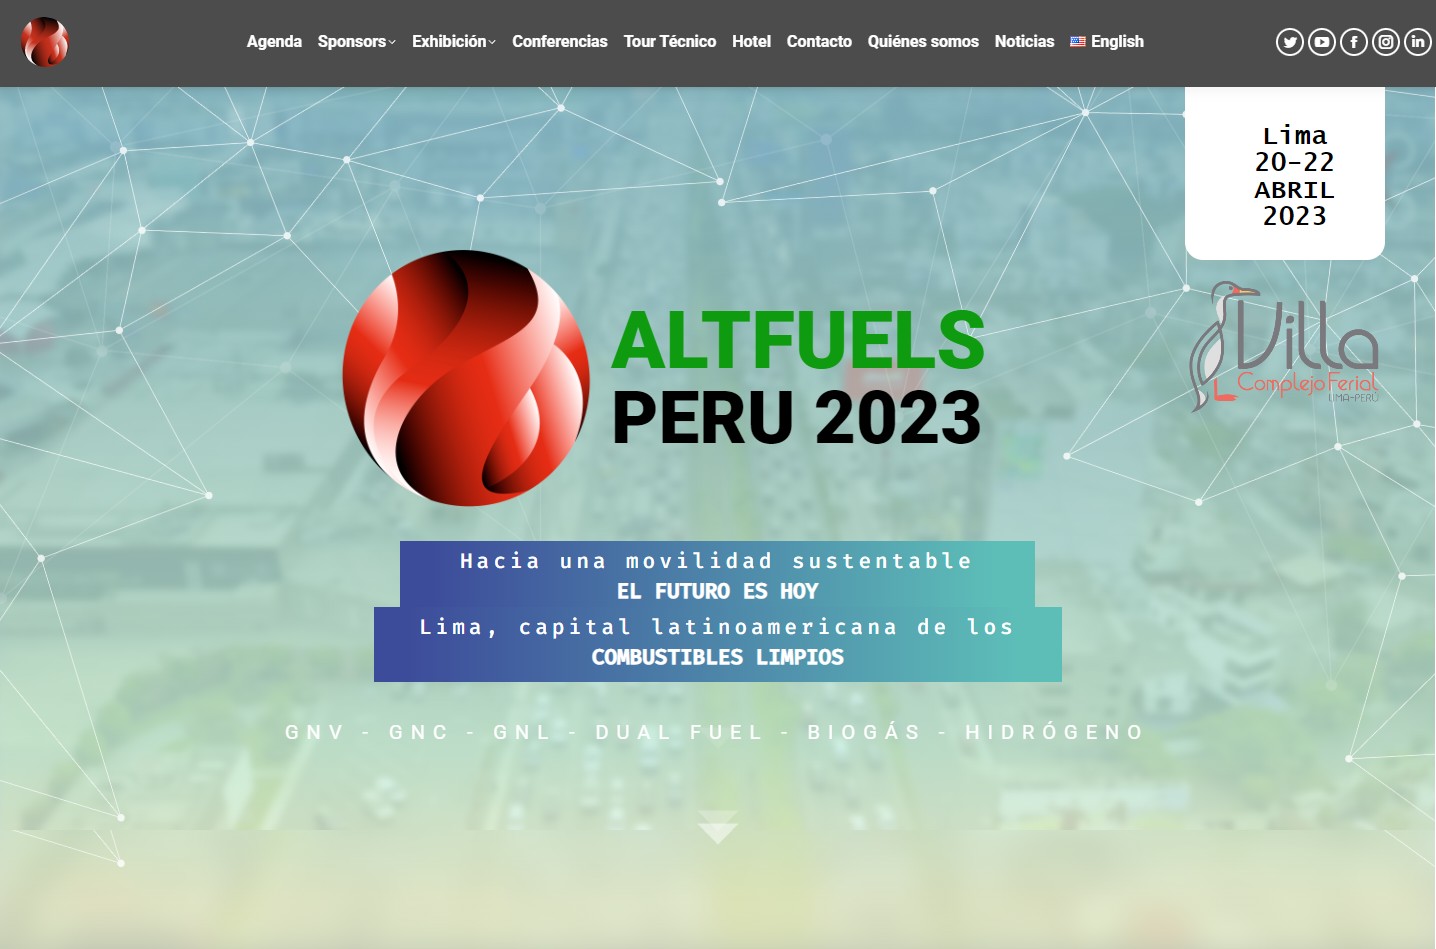 Agenda Sponsors Exhibición Conferencias Tour Técnico Hotel Contacto Quiénes somos Noticias English
Lima
20-22
ABRIL
2023
Villa
Complejo Ferial
LIMA-PERÚ
ALTFUELS
PERU 2023
Hacia una movilidad sustentable
EL FUTURO ES HOY
Lima, capital latinoamericana de los
COMBUSTIBLES LIMPIOS
GNV - GNC - GNL - DUAL FUEL - BIOGÁS - HIDRÓGENO